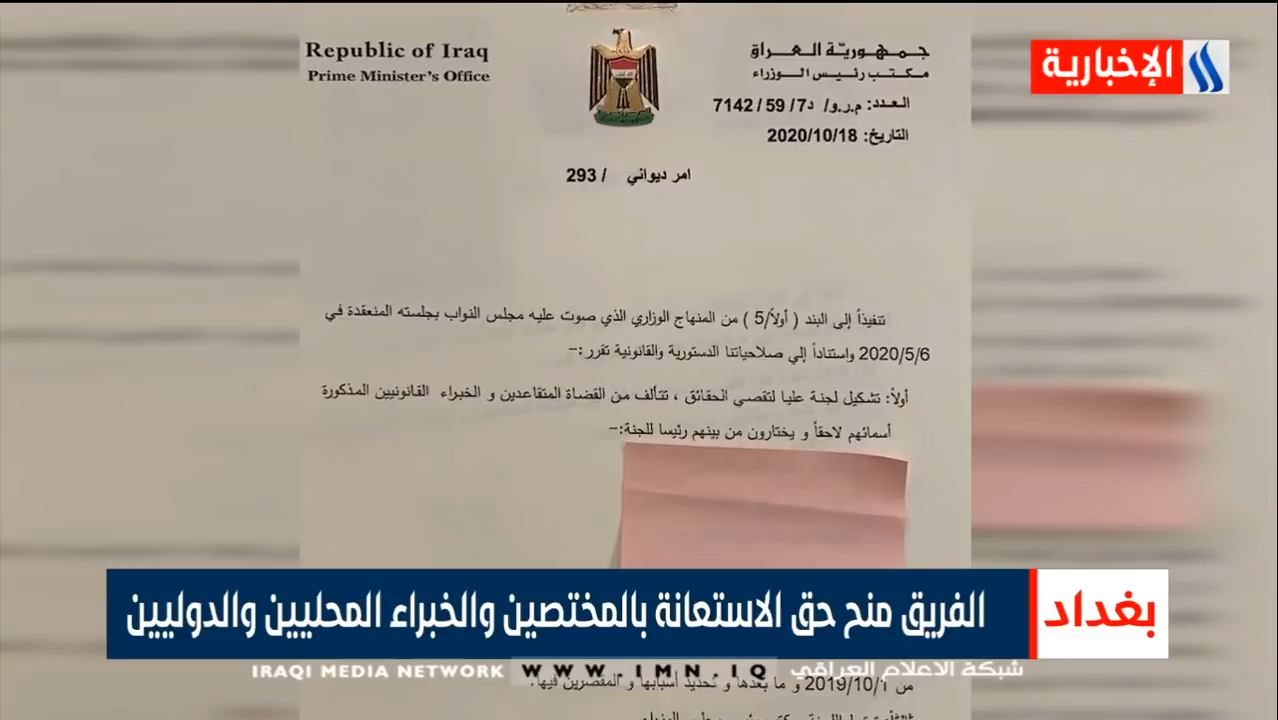 Republic of Iraq
Prime Minister's Office
جمهورية العراق
مكتب رئيس الوزراء
العدد: م.ر.و/ د7/ 59 / 7142
التاريخ: 2020/10/18
امر ديواني / 293
الإخبارية
تنفيذاً إلى البند ( أولاً/5 ) من المنهاج الوزاري الذي صوت عليه مجلس النواب بجلسته المنعقدة في
2020/5/6 واستناداً إلي صلاحياتنا الدستورية والقانونية تقرر:-
أولاً: تشكيل لجنة عليا لتقصي الحقائق ، تتألف من القضاة المتقاعدين و الخبراء القانونيين المذكورة
أسمائهم لاحقاً و يختارون من بينهم رئيسا للجنة:-
بغداد
الفريق منح حق الاستعانة بالمختصين والخبراء المحليين والدوليين
شبكة الاعلام العراقي WWW.IMN.IQ IRAQI MEDIA NETWORK
من 2019/10/1 و ما بعدها و تحديد أسبابها و المقصرين فيها.